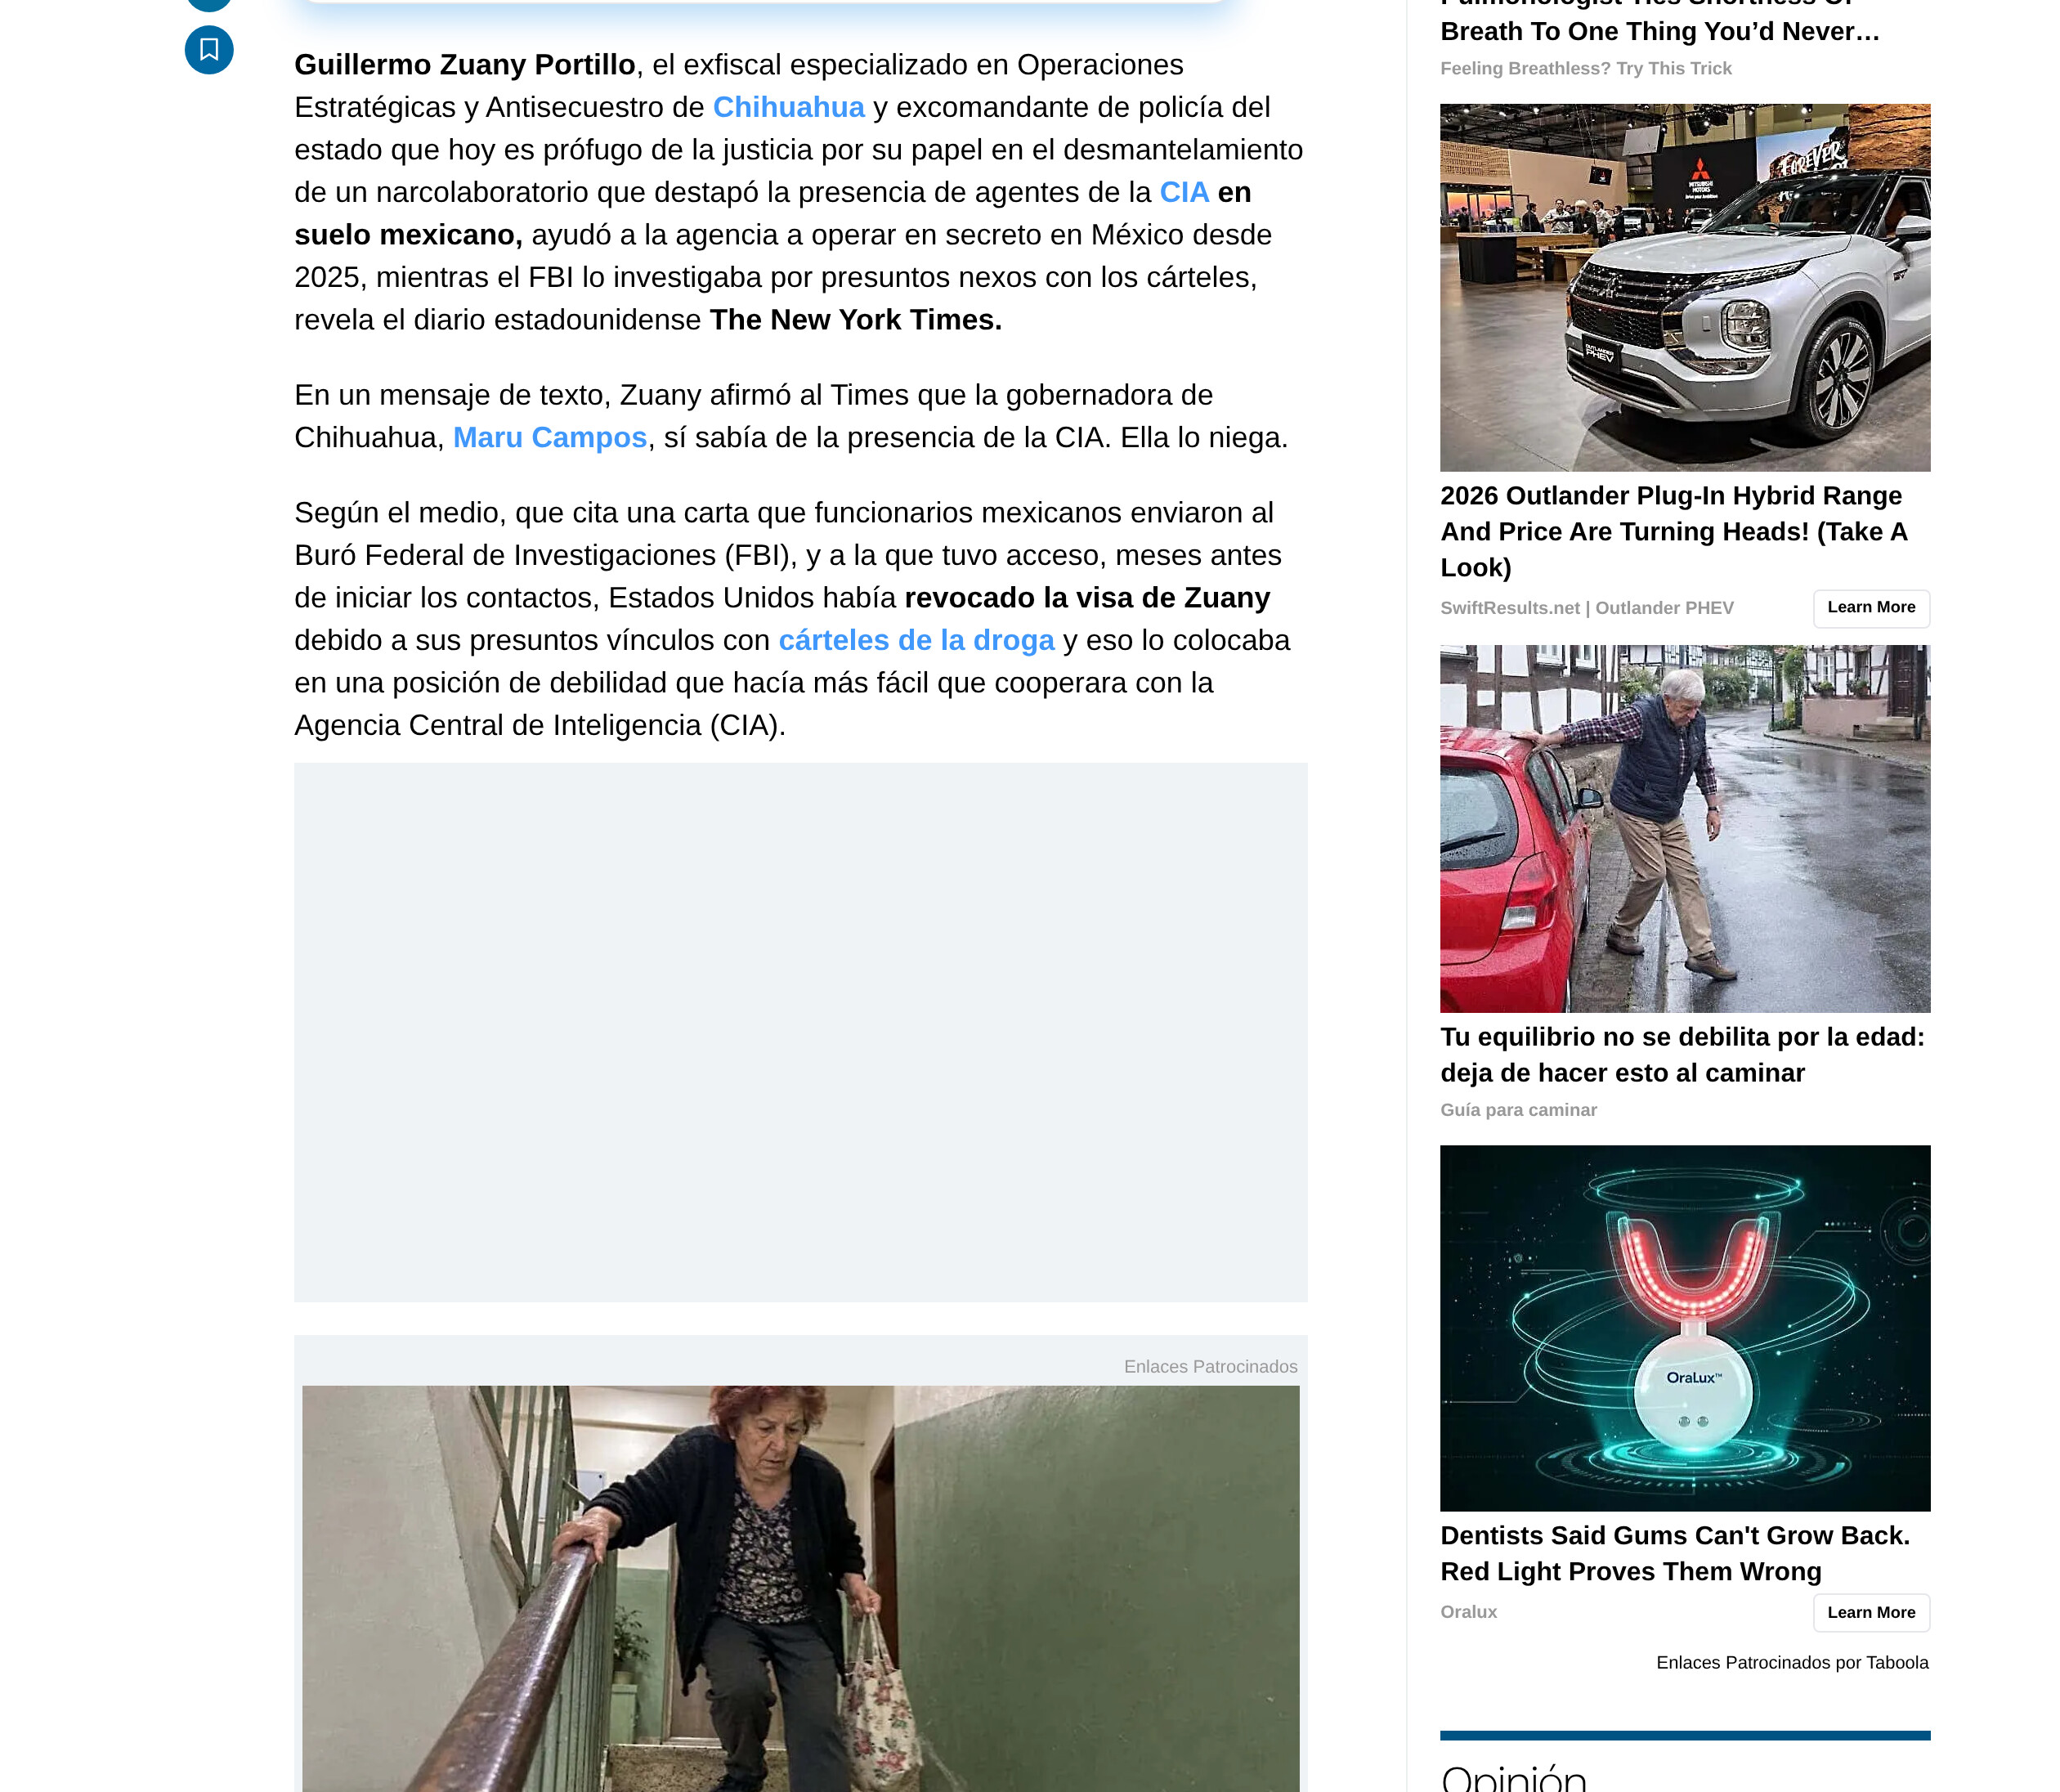 Guillermo Zuany Portillo, el exfiscal especializado en Operaciones
Estratégicas y Antisecuestro de Chihuahua y excomandante de policía del
estado que hoy es prófugo de la justicia por su papel en el desmantelamiento
de un narcolaboratorio que destapó la presencia de agentes de la CIA en
suelo mexicano, ayudó a la agencia a operar en secreto en México desde
2025, mientras el FBI lo investigaba por presuntos nexos con los cárteles,
revela el diario estadounidense The New York Times.
En un mensaje de texto, Zuany afirmó al Times que la gobernadora de
Chihuahua, Maru Campos, sí sabía de la presencia de la CIA. Ella lo niega.
Según el medio, que cita una carta que funcionarios mexicanos enviaron al
Buró Federal de Investigaciones (FBI), y a la que tuvo acceso, meses antes
de iniciar los contactos, Estados Unidos había revocado la visa de Zuany
debido a sus presuntos vínculos con cárteles de la droga y eso lo colocaba
en una posición de debilidad que hacía más fácil que cooperara con la
Agencia Central de Inteligencia (CIA).
Enlaces Patrocinados
Pulmonologist Ties Shortness Of
Breath To One Thing You’d Never…
Feeling Breathless? Try This Trick
FOREVER
MITSUBISHI
MOTORS
OUTLANDER
PHEV
2026 Outlander Plug-In Hybrid Range
And Price Are Turning Heads! (Take A
Look)
SwiftResults.net | Outlander PHEV
Learn More
Tu equilibrio no se debilita por la edad:
deja de hacer esto al caminar
Guía para caminar
OraLux™
Dentists Said Gums Can't Grow Back.
Red Light Proves Them Wrong
Oralux
Learn More
Enlaces Patrocinados por Taboola
Opinión